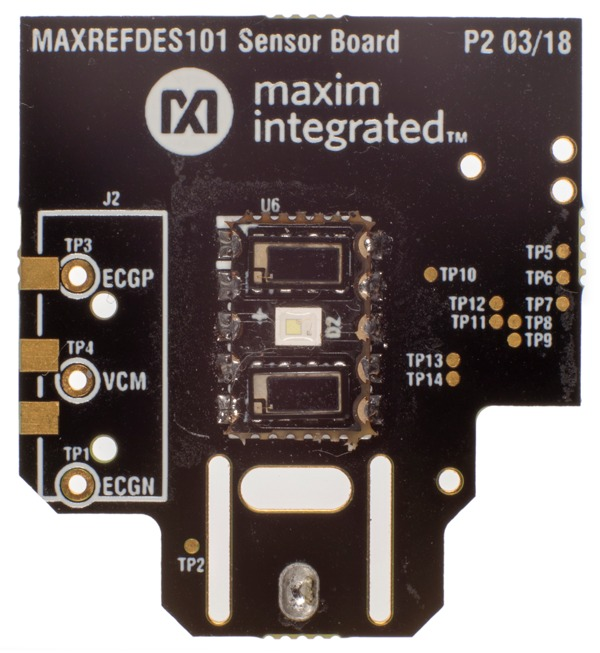 MAXREFDES101 Sensor Board P2 03/18
maxim
integrated™
J2
U6
TP3
ECGP
TP4
VCM
TP1
ECGN
+
D2
TP5
TP10
TP6
TP12
TP7
TP11
TP8
TP9
TP13
TP14
TP2